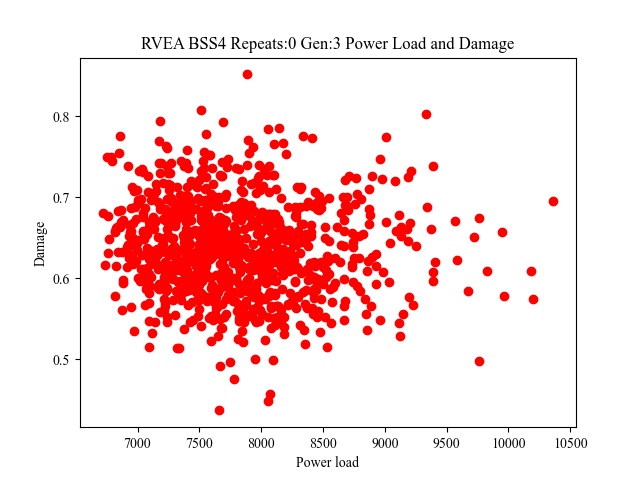 RVEA BSS4 Repeats:0 Gen:3 Power Load and Damage
0.8
0.7
0.6
0.5
Damage
7000 7500 8000 8500 9000 9500 10000 10500
Power load